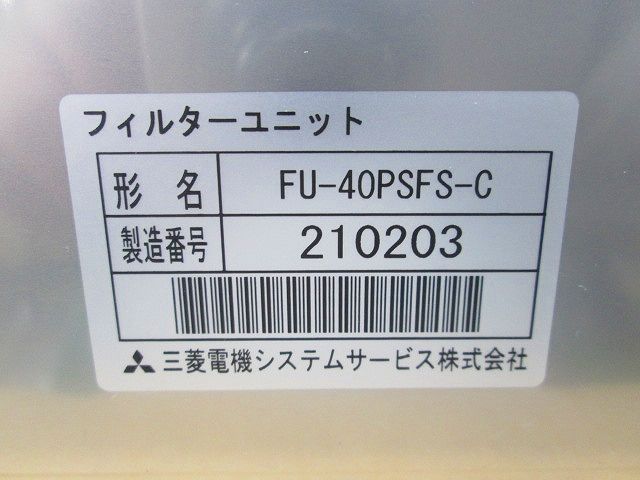 フィルターユニット
形名 FU-40PSFS-C
製造番号 210203
三菱電機システムサービス株式会社